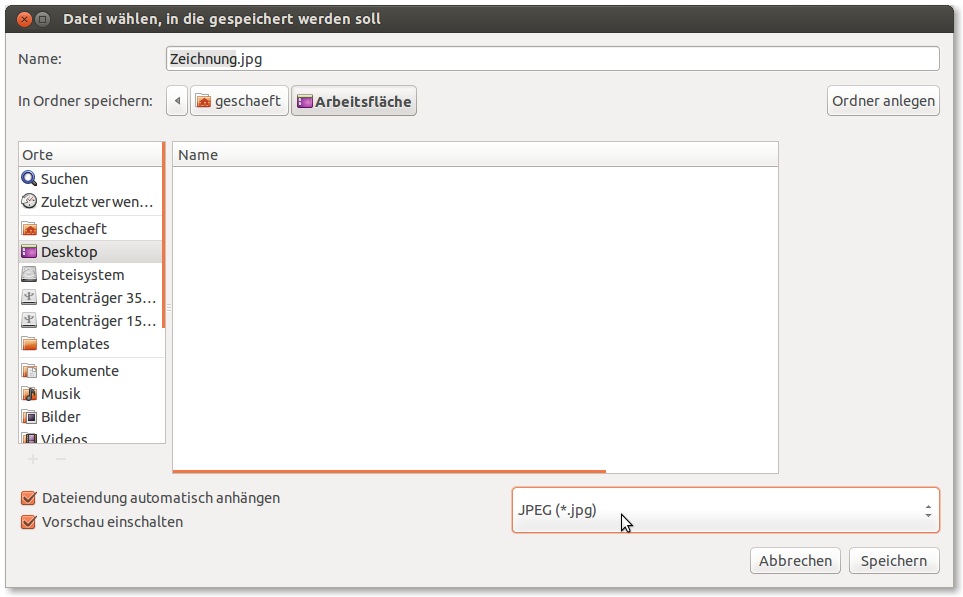 Datei wählen, in die gespeichert werden soll
Name: Zeichnung.jpg
In Ordner speichern: geschaeft Arbeitsfläche Ordner anlegen
Orte Name
Suchen
Zuletzt verwen...
geschaeft
Desktop
Dateisystem
Datenträger 35...
Datenträger 15...
templates
Dokumente
Musik
Bilder
Videos
Dateiendung automatisch anhängen
JPEG (*.jpg)
Vorschau einschalten
Abbrechen Speichern